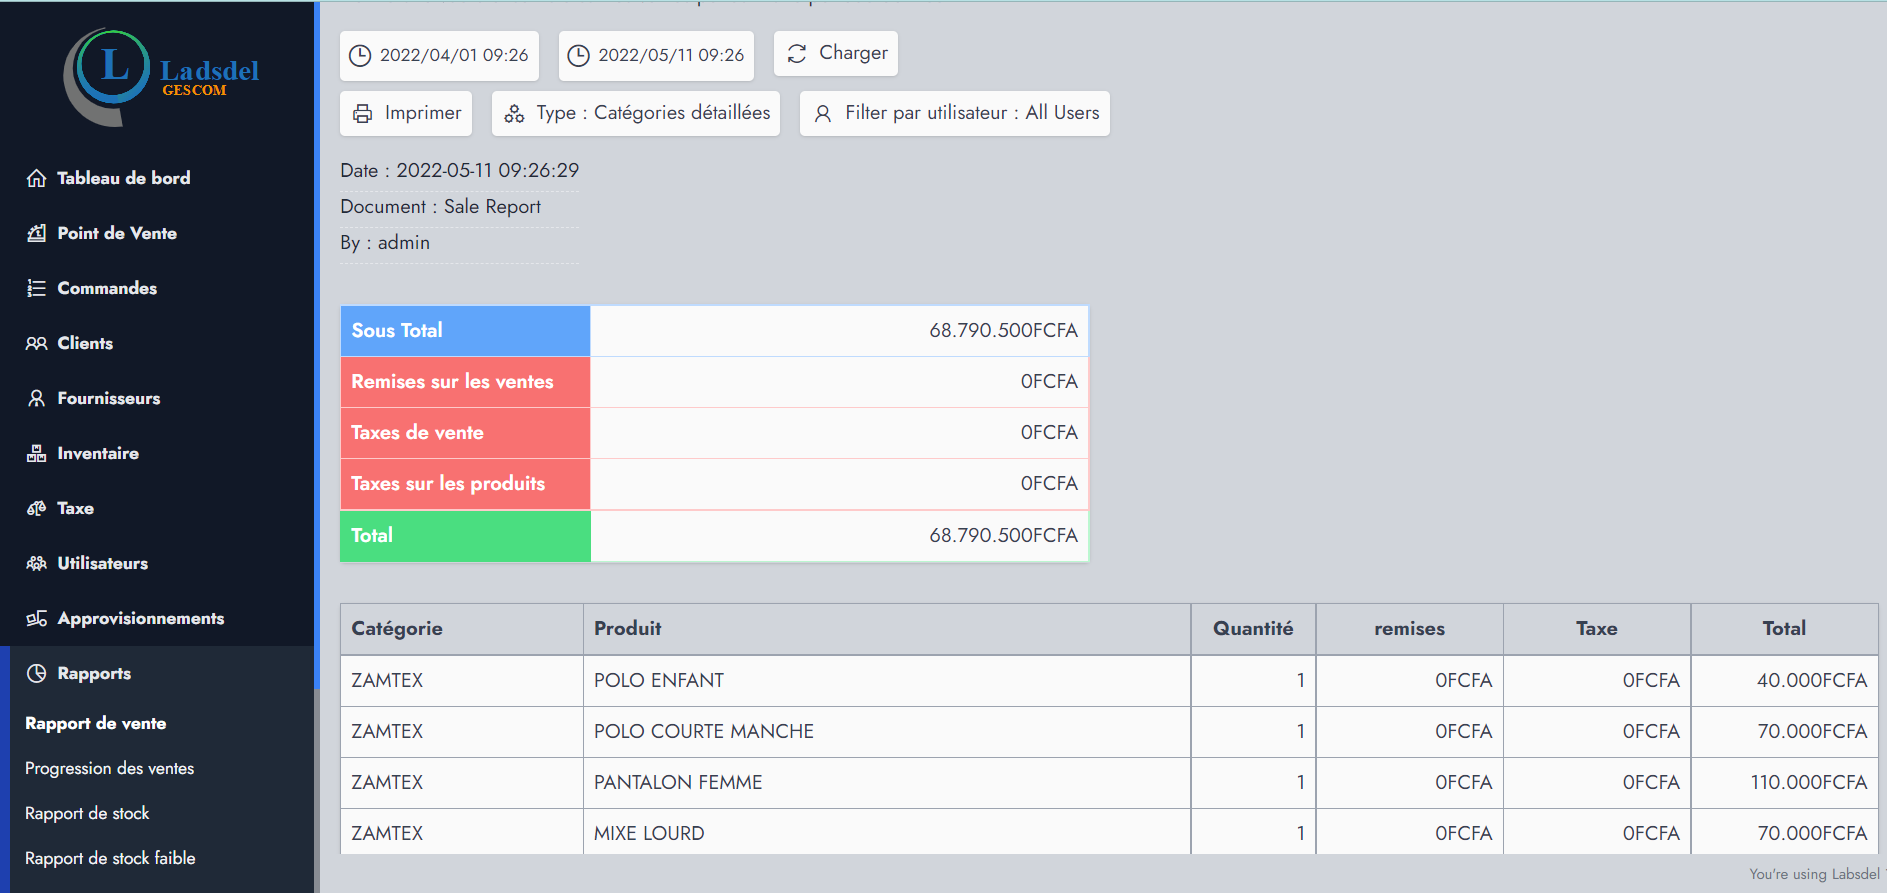 L
Ladsdel
GESCOM
Tableau de bord
Point de Vente
Commandes
Clients
Fournisseurs
Inventaire
Taxe
Utilisateurs
Approvisionnements
Rapports
Rapport de vente
Progression des ventes
Rapport de stock
Rapport de stock faible
2022/04/01 09:26 2022/05/11 09:26 Charger
Imprimer Type : Catégories détaillées Filter par utilisateur : All Users
Date : 2022-05-11 09:26:29
Document : Sale Report
By : admin
Sous Total 68.790.500FCFA
Remises sur les ventes 0FCFA
Taxes de vente 0FCFA
Taxes sur les produits 0FCFA
Total 68.790.500FCFA
Catégorie Produit Quantité remises Taxe Total
ZAMTEX POLO ENFANT 1 0FCFA 0FCFA 40.000FCFA
ZAMTEX POLO COURTE MANCHE 1 0FCFA 0FCFA 70.000FCFA
ZAMTEX PANTALON FEMME 1 0FCFA 0FCFA 110.000FCFA
ZAMTEX MIXE LOURD 1 0FCFA 0FCFA 70.000FCFA
You're using Labsdel